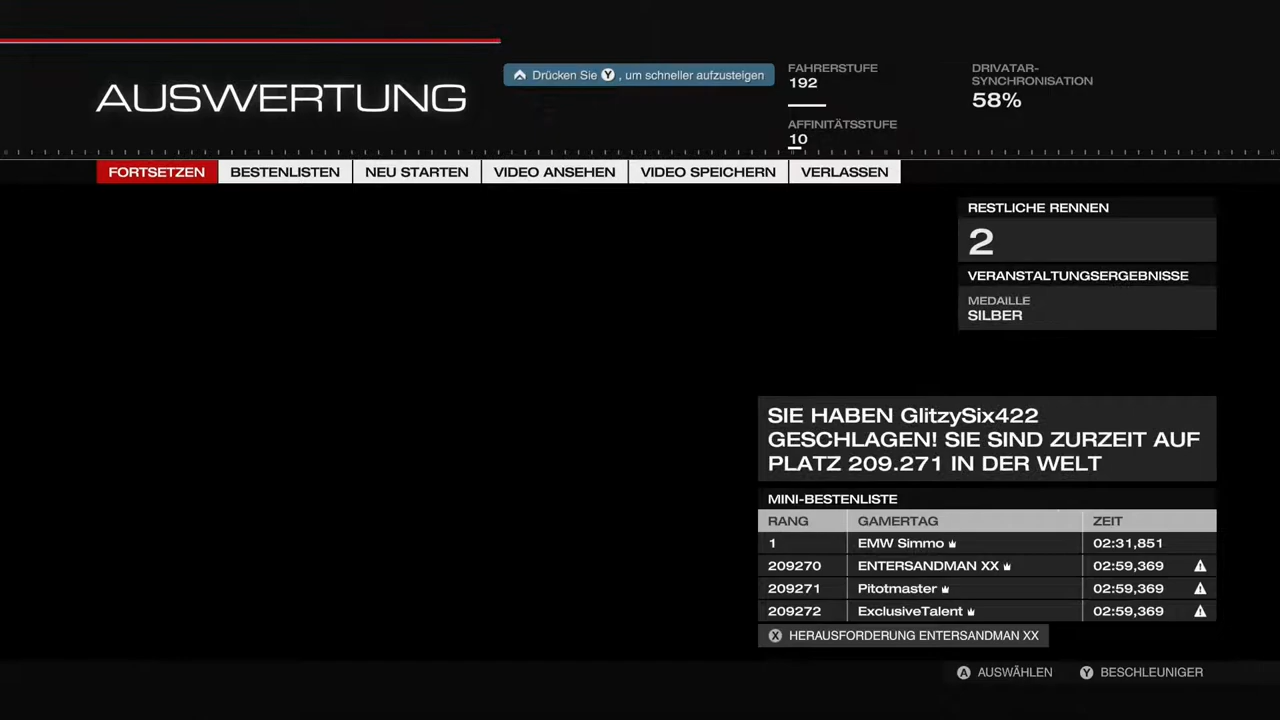 AUSWERTUNG
Drücken Sie Y , um schneller aufzusteigen
FAHRERSTUFE
192
AFFINITÄTSSTUFE
10
DRIVATAR-
SYNCHRONISATION
58%
FORTSETZEN BESTENLISTEN NEU STARTEN VIDEO ANSEHEN VIDEO SPEICHERN VERLASSEN
RESTLICHE RENNEN
2
VERANSTALTUNGSERGEBNISSE
MEDAILLE
SILBER
SIE HABEN GlitzySix422
GESCHLAGEN! SIE SIND ZURZEIT AUF
PLATZ 209.271 IN DER WELT
MINI-BESTENLISTE
RANG GAMERTAG ZEIT
1 EMW Simmo 02:31,851
209270 ENTERSANDMAN XX 02:59,369
209271 Pitotmaster 02:59,369
209272 ExclusiveTalent 02:59,369
X HERAUSFORDERUNG ENTERSANDMAN XX
A AUSWÄHLEN Y BESCHLEUNIGER